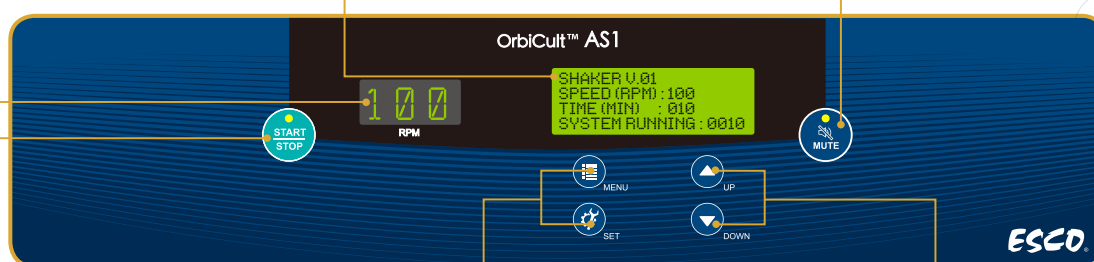 OrbiCult™ AS1
SHAKER V.01
SPEED (RPM) : 100
TIME (MIN) : 010
SYSTEM RUNNING : 0010
100
RPM
START
STOP
MUTE
MENU
UP
SET
DOWN
ESCO®